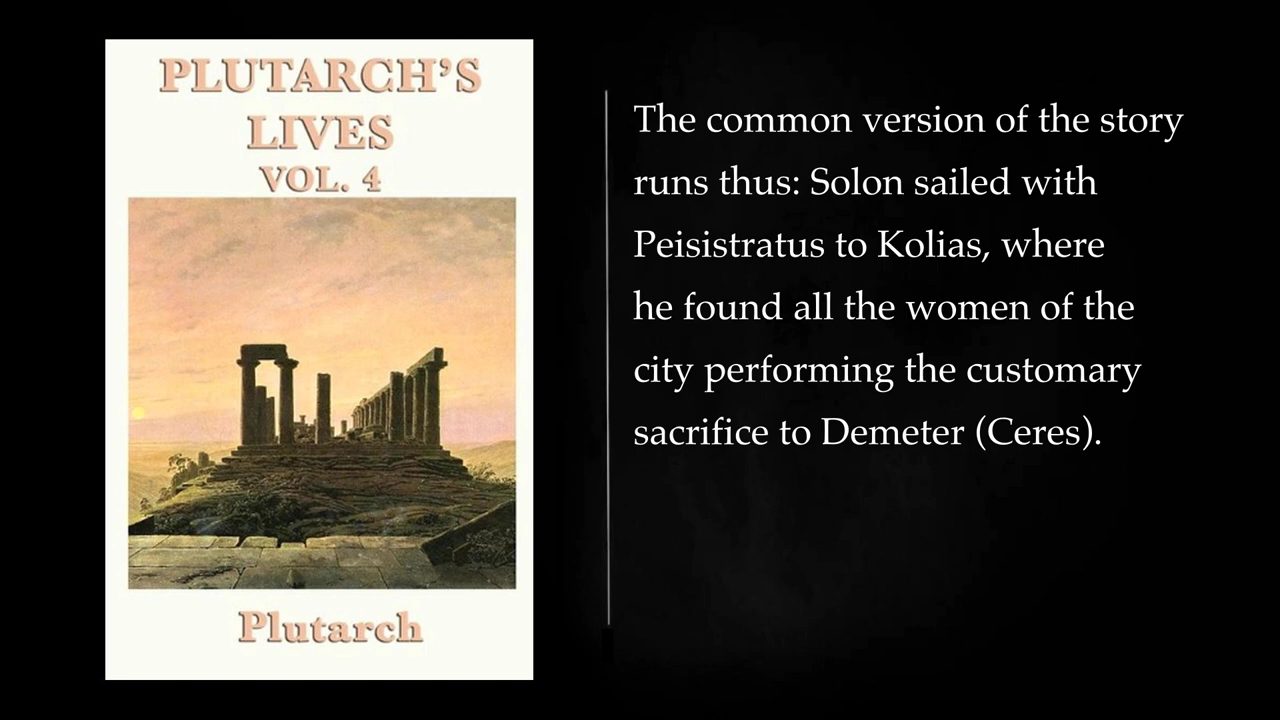 PLUTARCH'S
LIVES
VOL. 4
Plutarch
The common version of the story
runs thus: Solon sailed with
Peisistratus to Kolias, where
he found all the women of the
city performing the customary
sacrifice to Demeter (Ceres).